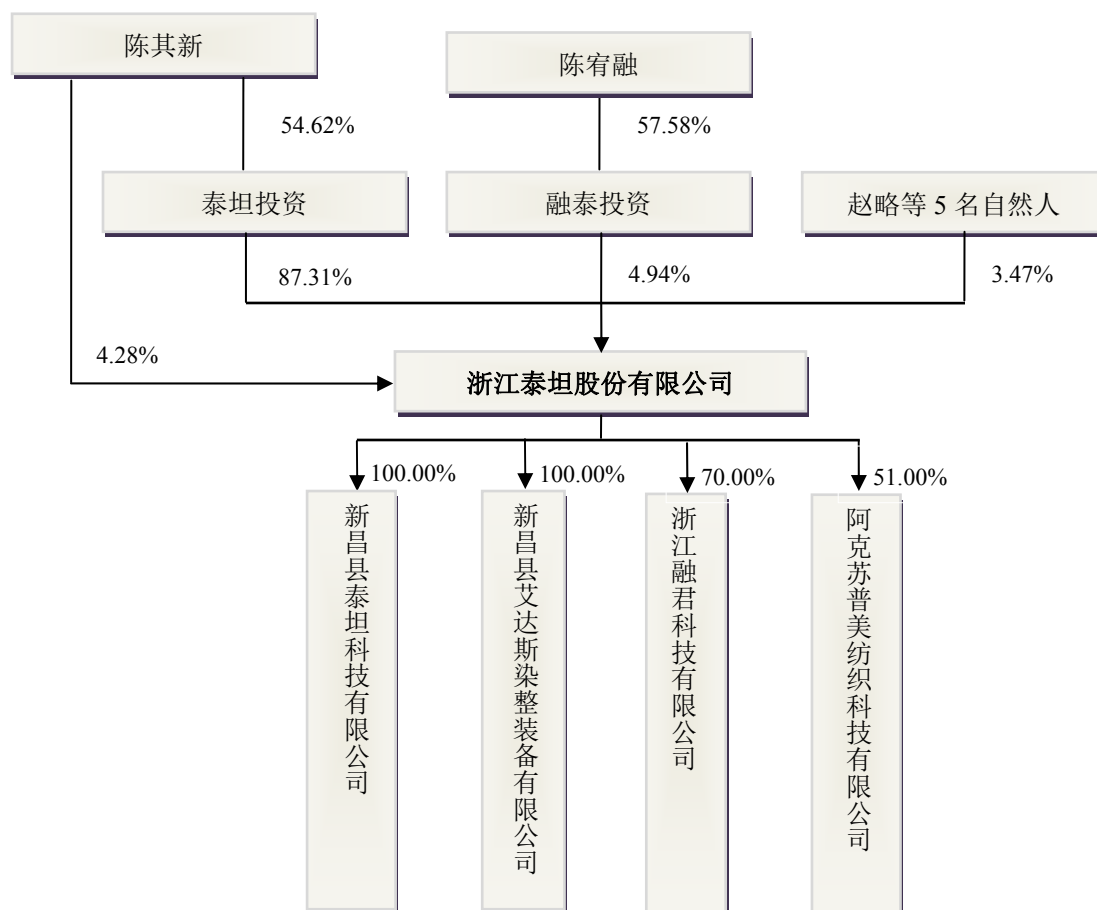 陈其新
陈宥融
54.62%
57.58%
泰坦投资
融泰投资
赵略等 5 名自然人
87.31%
4.94%
3.47%
4.28%
浙江泰坦股份有限公司
100.00%
100.00%
70.00%
51.00%
新昌县泰坦科技有限公司
新昌县艾达斯染整装备有限公司
浙江融君科技有限公司
阿克苏普美纺织科技有限公司